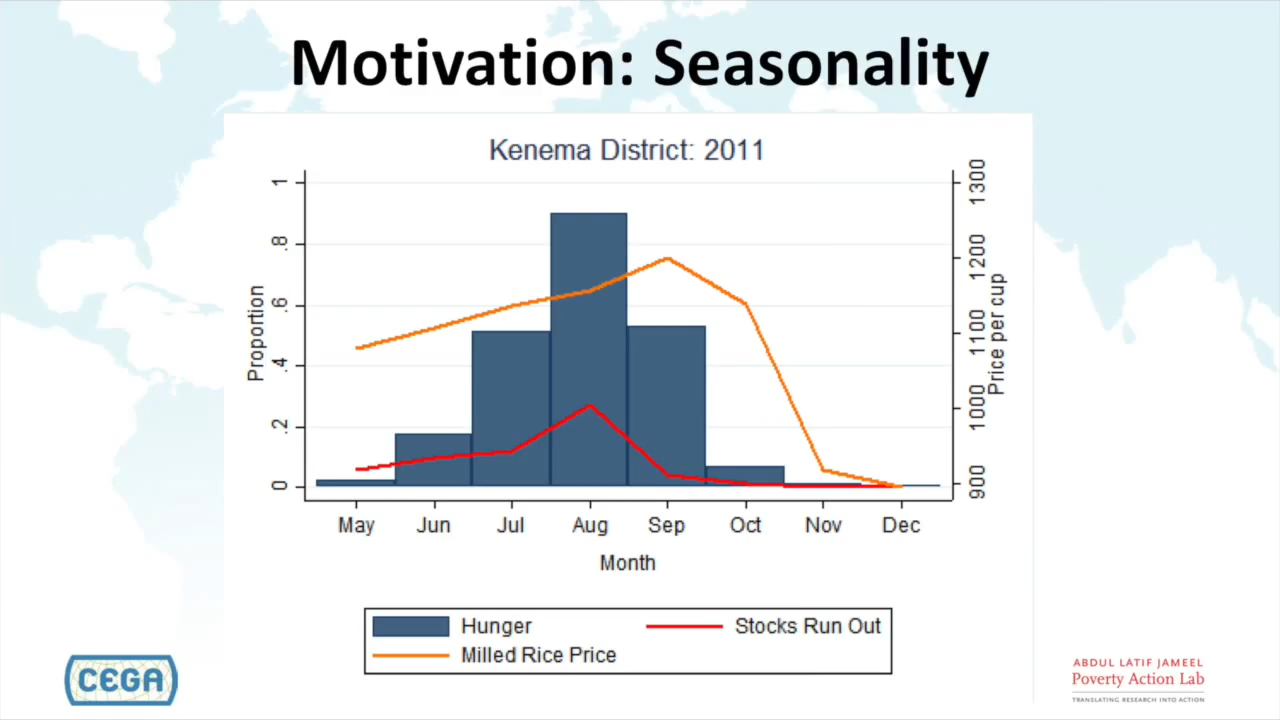 Motivation: Seasonality
Kenema District: 2011
Proportion
1
.8
.6
.4
.2
0
1300
1200
1100
1000
900
Price per cup
May Jun Jul Aug Sep Oct Nov Dec
Month
Hunger Stocks Run Out
Milled Rice Price
CEGA
ABDUL LATIF JAMEEL
Poverty Action Lab
TRANSLATING RESEARCH INTO ACTION